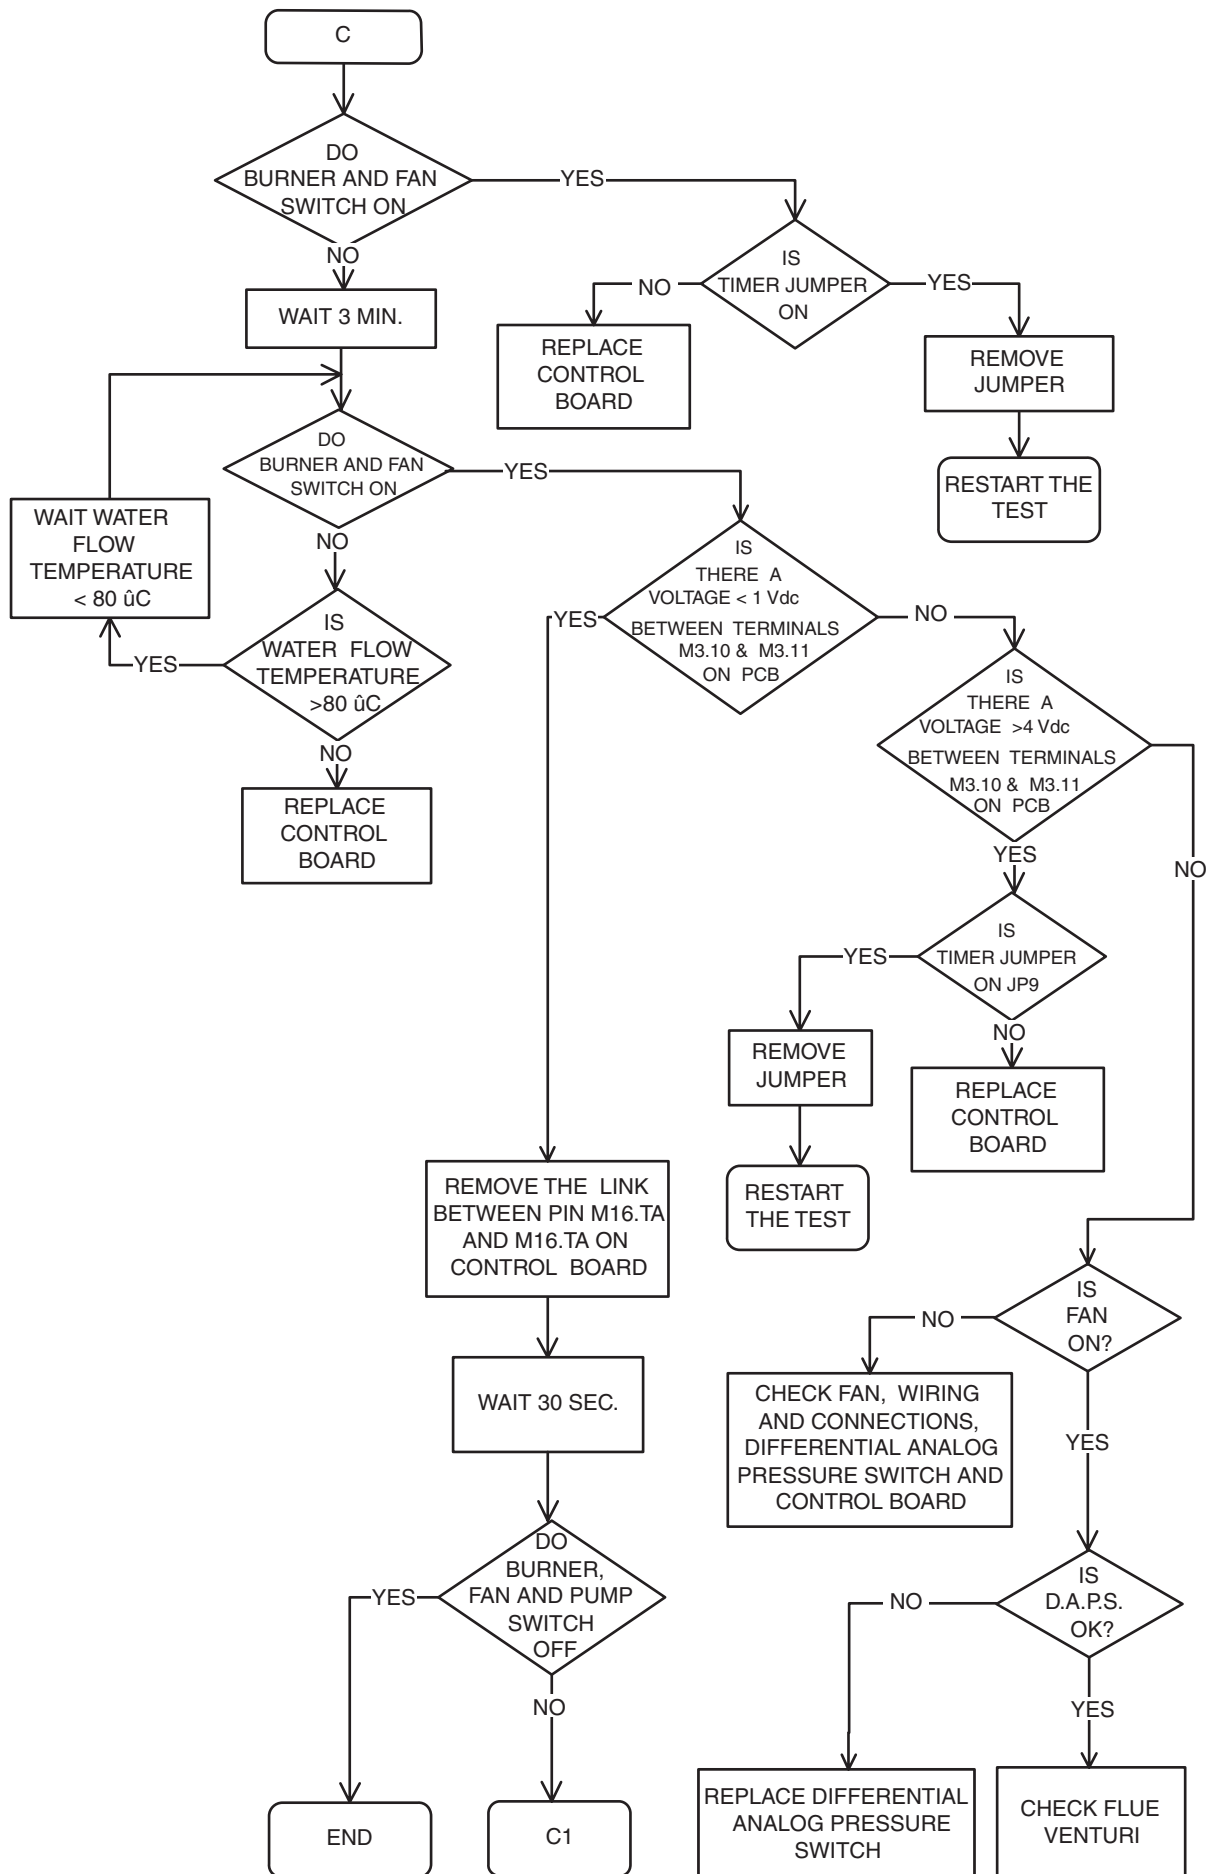 C
DO
BURNER AND FAN
SWITCH ON
YES
NO
IS
TIMER JUMPER
ON
NO
YES
WAIT 3 MIN.
REPLACE
CONTROL
BOARD
REMOVE
JUMPER
RESTART THE
TEST
DO
BURNER AND FAN
SWITCH ON
YES
NO
WAIT WATER
FLOW
TEMPERATURE
< 80 ûC
IS
WATER FLOW
TEMPERATURE
>80 ûC
YES
NO
REPLACE
CONTROL
BOARD
IS
THERE A
VOLTAGE < 1 Vdc
BETWEEN TERMINALS
M3.10 & M3.11
ON PCB
YES
NO
IS
THERE A
VOLTAGE >4 Vdc
BETWEEN TERMINALS
M3.10 & M3.11
ON PCB
YES
NO
IS
TIMER JUMPER
ON JP9
YES
NO
REMOVE
JUMPER
REPLACE
CONTROL
BOARD
RESTART
THE TEST
REMOVE THE LINK
BETWEEN PIN M16.TA
AND M16.TA ON
CONTROL BOARD
WAIT 30 SEC.
IS
FAN
ON?
NO
YES
CHECK FAN, WIRING
AND CONNECTIONS,
DIFFERENTIAL ANALOG
PRESSURE SWITCH AND
CONTROL BOARD
DO
BURNER,
FAN AND PUMP
SWITCH
OFF
YES
NO
IS
D.A.P.S.
OK?
NO
YES
END
C1
REPLACE DIFFERENTIAL
ANALOG PRESSURE
SWITCH
CHECK FLUE
VENTURI